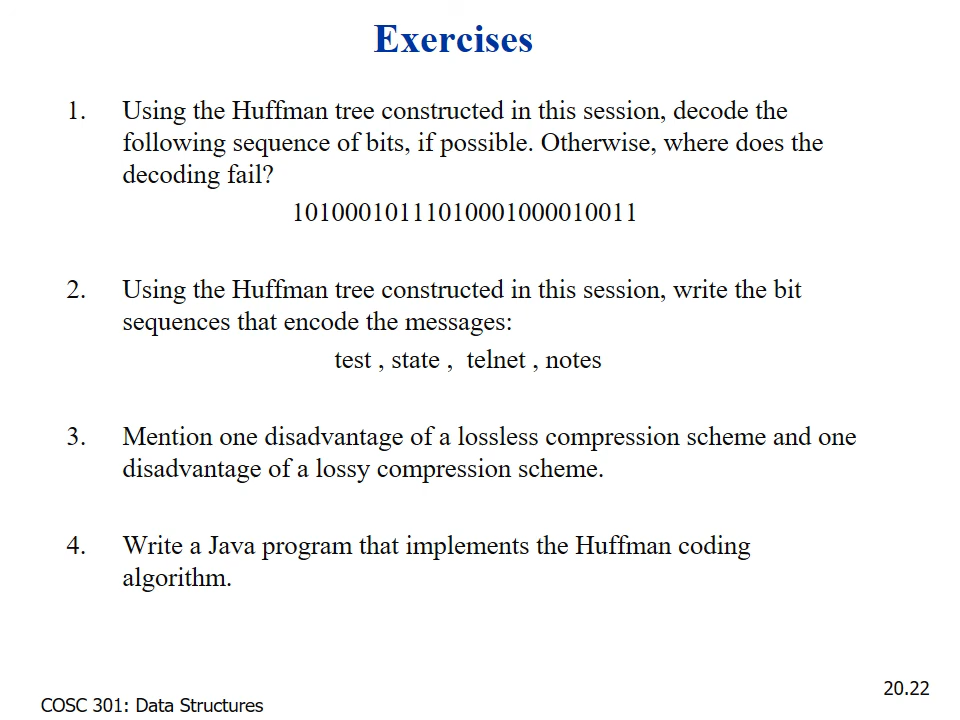 Exercises
1. Using the Huffman tree constructed in this session, decode the
following sequence of bits, if possible. Otherwise, where does the
decoding fail?
10100010111010001000010011
2. Using the Huffman tree constructed in this session, write the bit
sequences that encode the messages:
test , state , telnet , notes
3. Mention one disadvantage of a lossless compression scheme and one
disadvantage of a lossy compression scheme.
4. Write a Java program that implements the Huffman coding
algorithm.
20.22
COSC 301: Data Structures